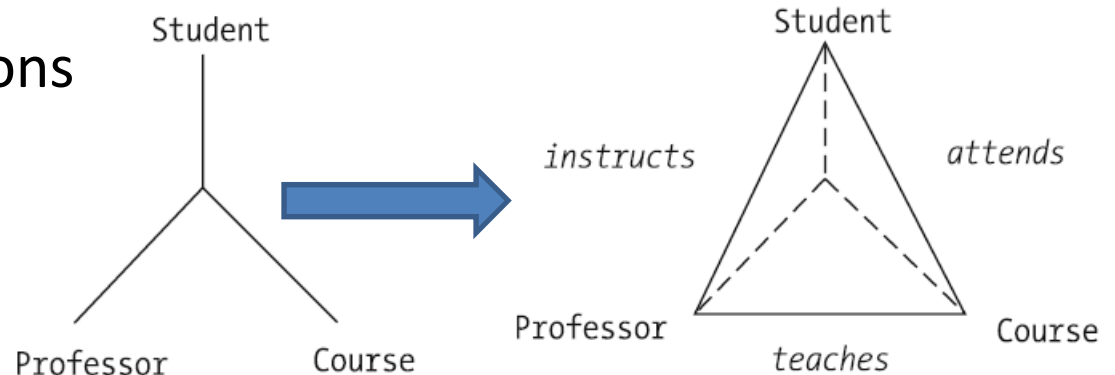 ons
Student
Professor
Course
Student
instructs
attends
Professor
Course
teaches